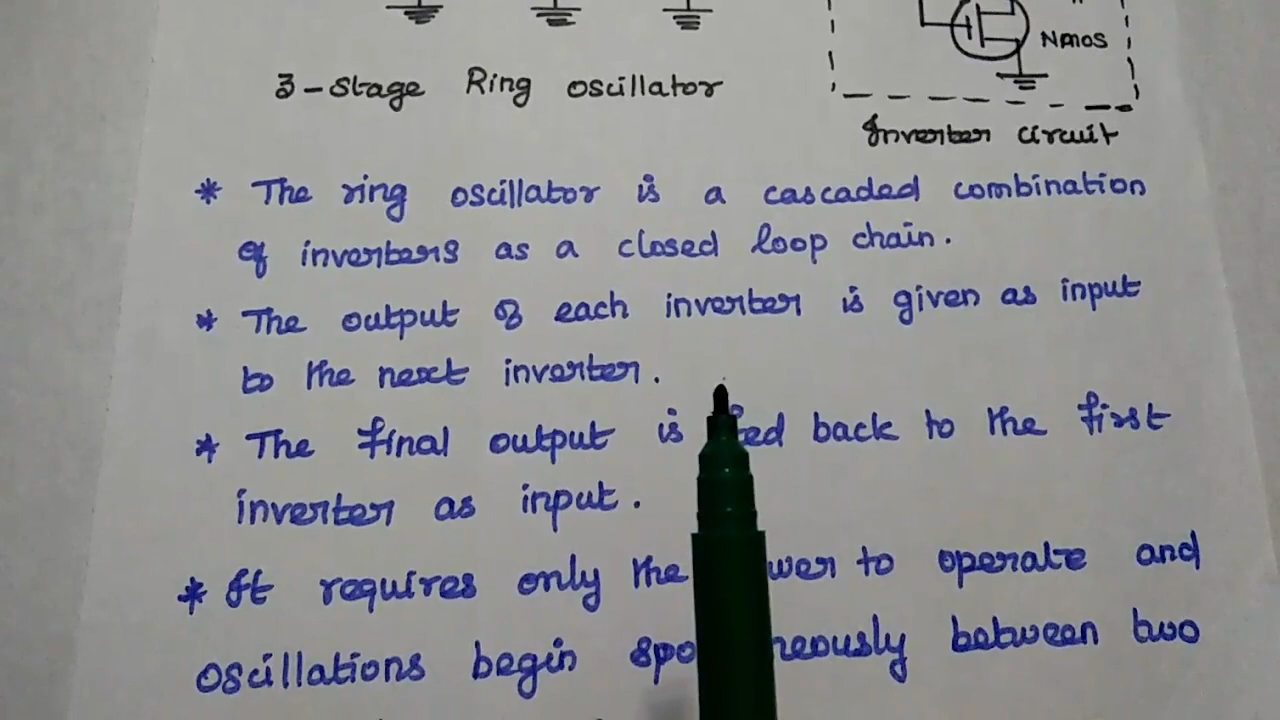 NMOS
3-Stage Ring oscillator
Inverter circuit
* The ring oscillator is a cascaded combination
of inverters as a closed loop chain.
* The output of each inverter is given as input
to the next inverter.
* The final output is fed back to the first
inverter as input.
* It requires only the to operate and
oscillations begin between two